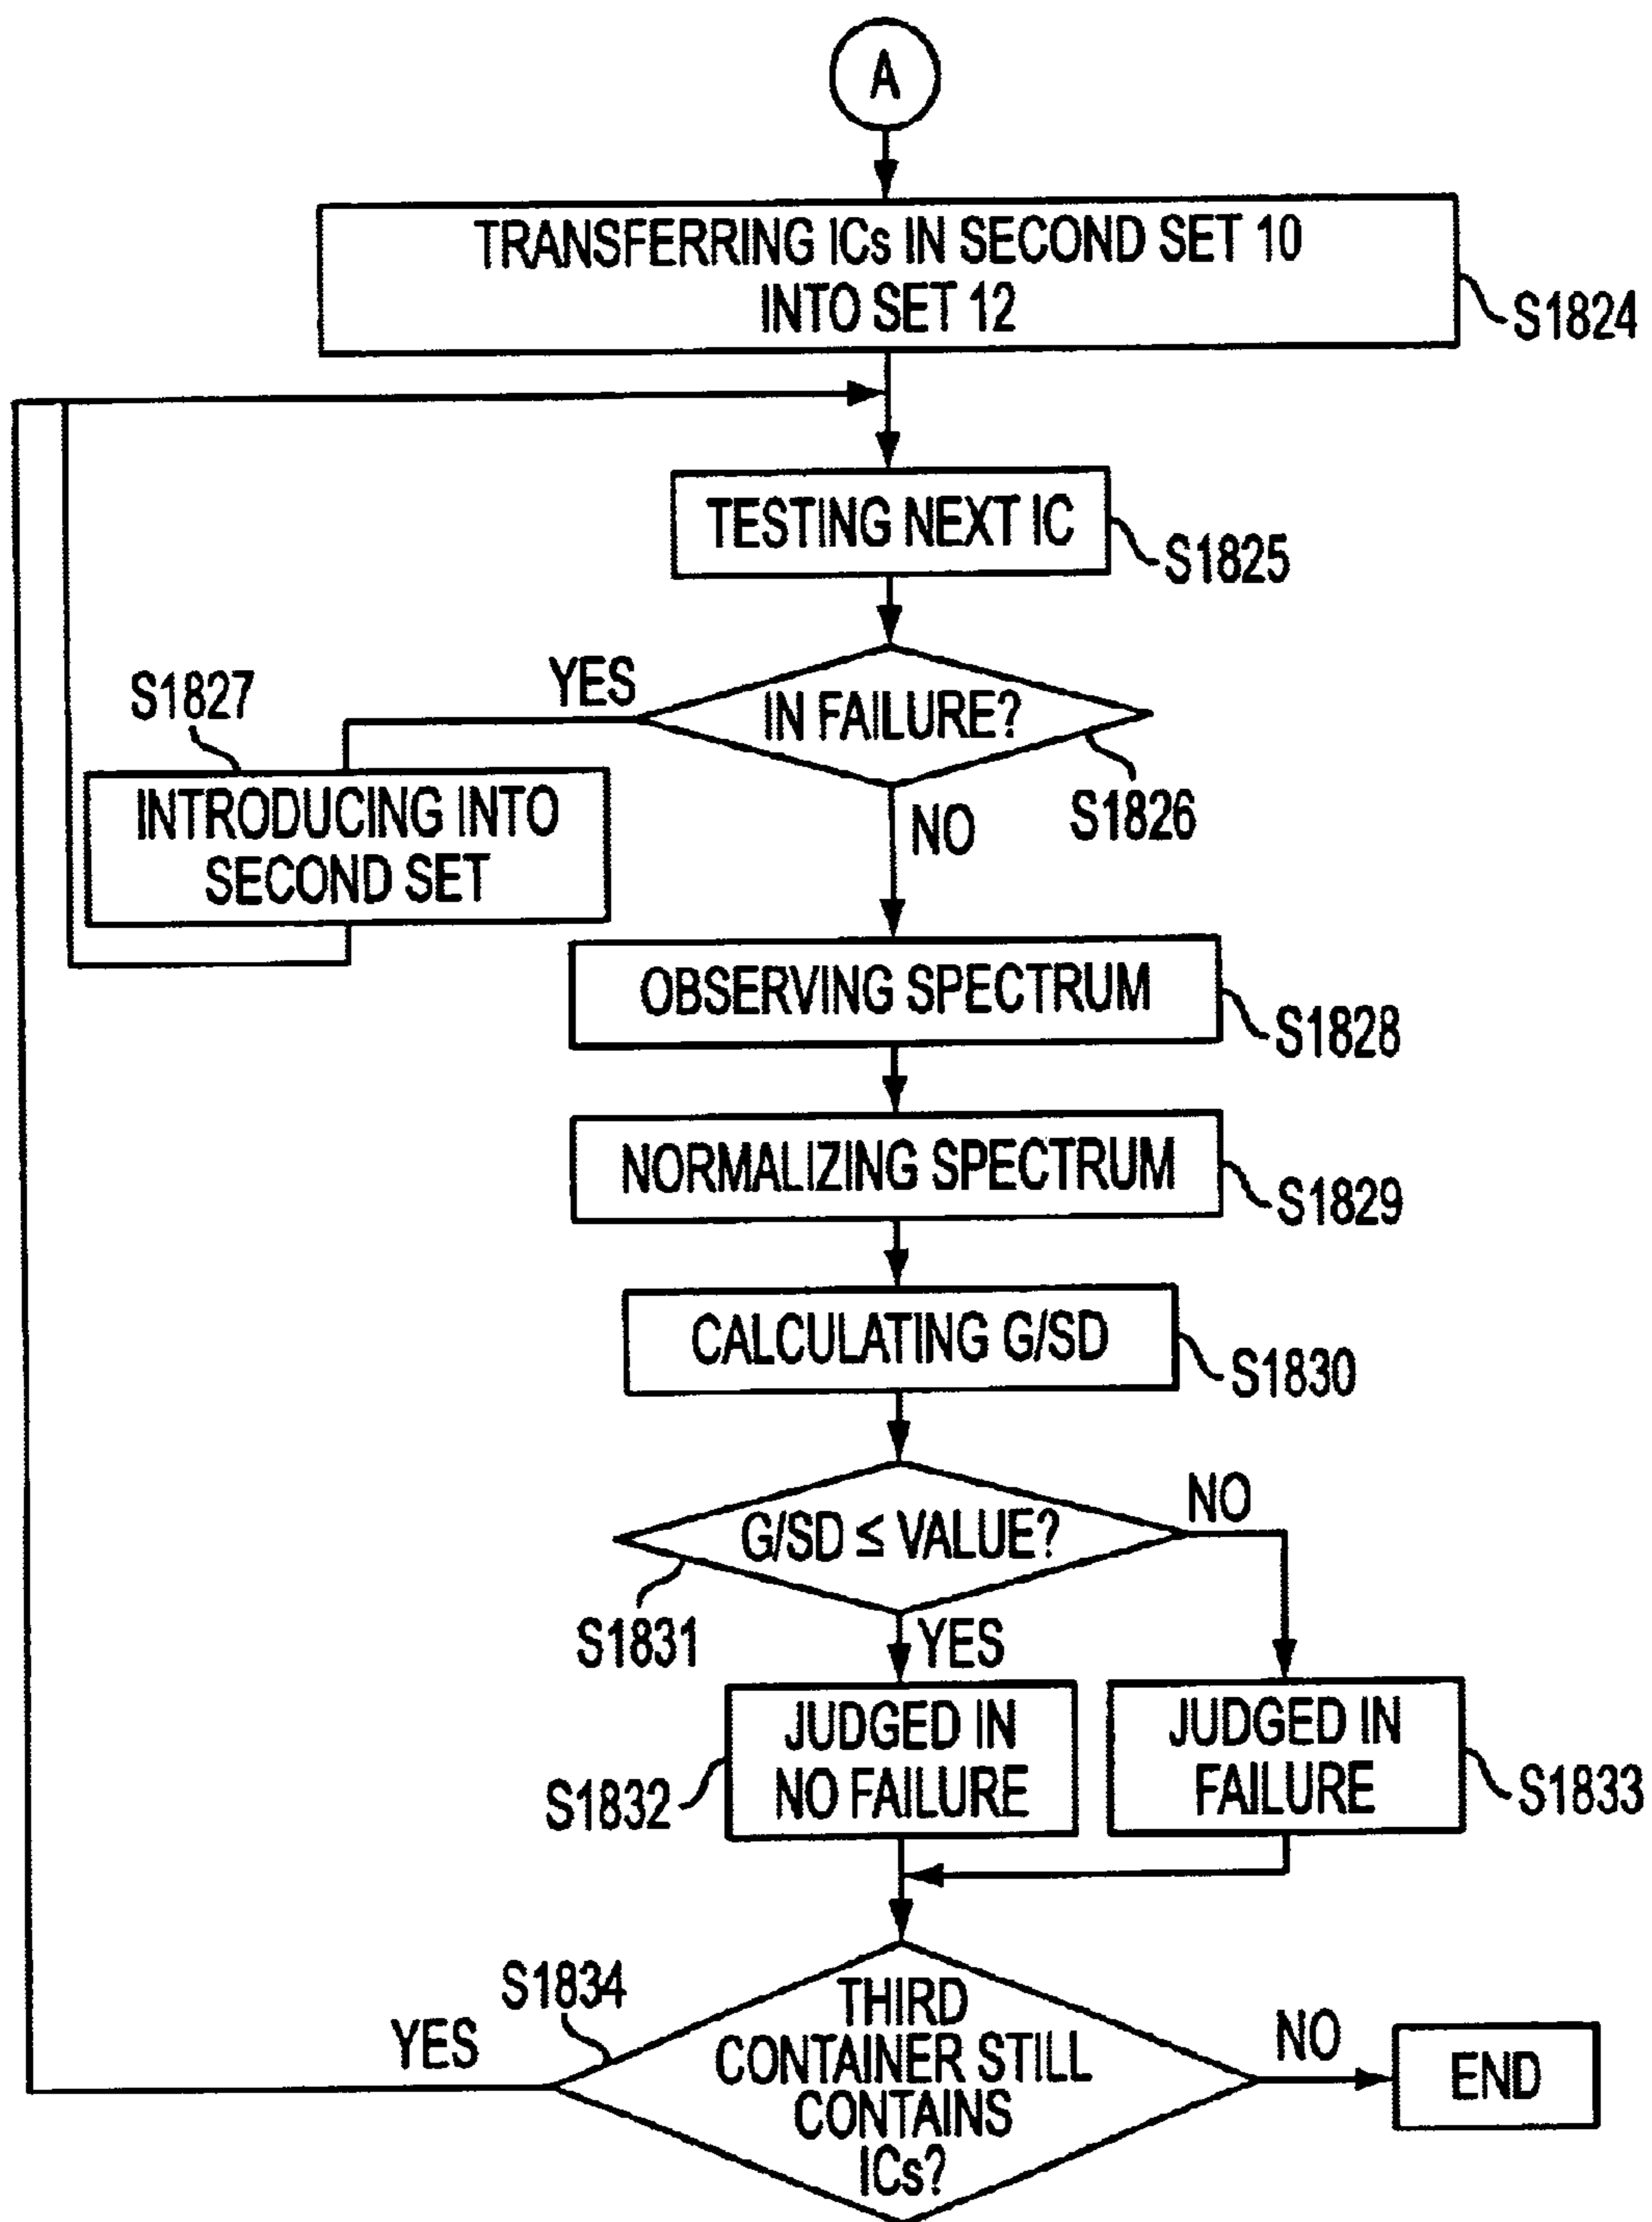 A
TRANSFERRING ICs IN SECOND SET 10
INTO SET 12
S1824
TESTING NEXT IC
S1825
YES
IN FAILURE?
S1826
S1827
INTRODUCING INTO
SECOND SET
NO
OBSERVING SPECTRUM
S1828
NORMALIZING SPECTRUM
S1829
CALCULATING G/SD
S1830
G/SD ≤ VALUE?
NO
S1831
YES
JUDGED IN
NO FAILURE
S1832
JUDGED IN
FAILURE
S1833
S1834
YES
THIRD
CONTAINER STILL
CONTAINS
ICs?
NO
END